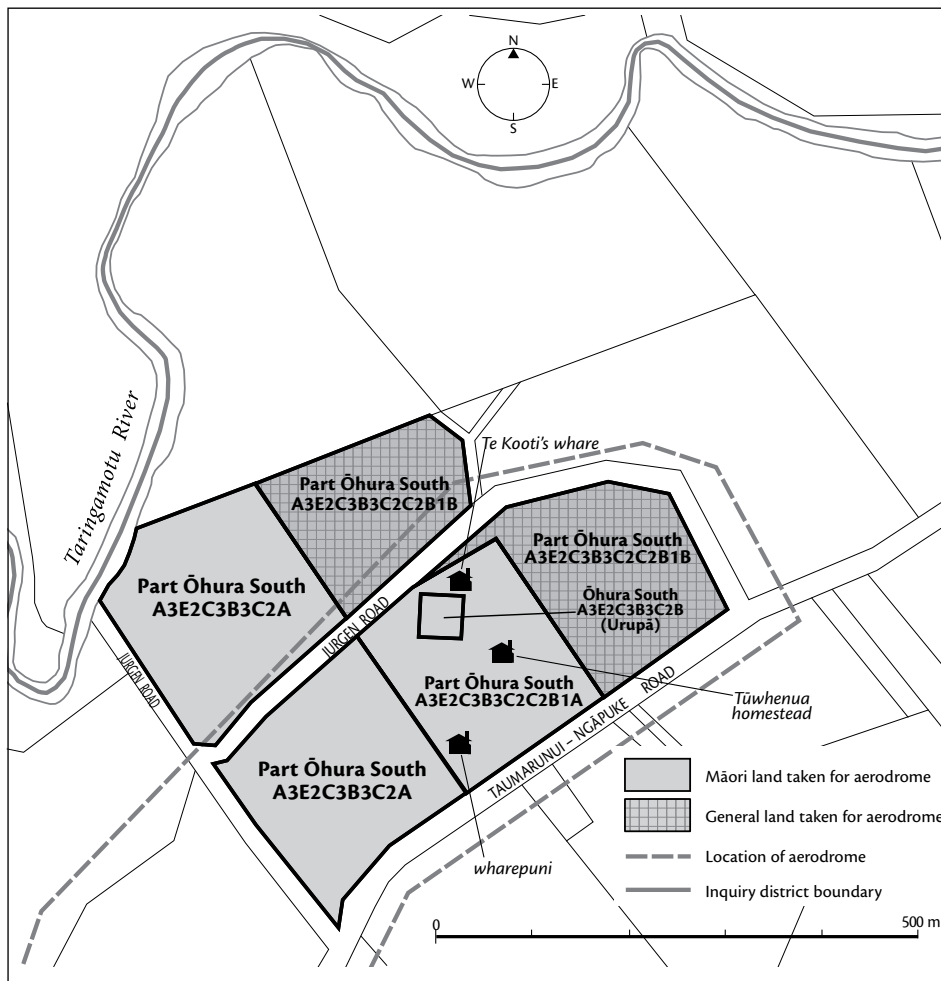 N
W
E
S
Taringamotu River
Te Kooti's whare
Part Ōhura South
A3E2C3B3C2C2B1B
Part Ōhura South
A3E2C3B3C2C2B1B
Part Ōhura South
A3E2C3B3C2A
Ōhura South
A3E2C3B3C2B
(Urupā)
JURGEN ROAD
JURGEN ROAD
Part Ōhura South
A3E2C3B3C2C2B1A
Tūwhenua
homestead
TAUMARUNUI – NGĀPUKE ROAD
Part Ōhura South
A3E2C3B3C2A
wharepuni
Māori land taken for aerodrome
General land taken for aerodrome
Location of aerodrome
Inquiry district boundary
0
500 m